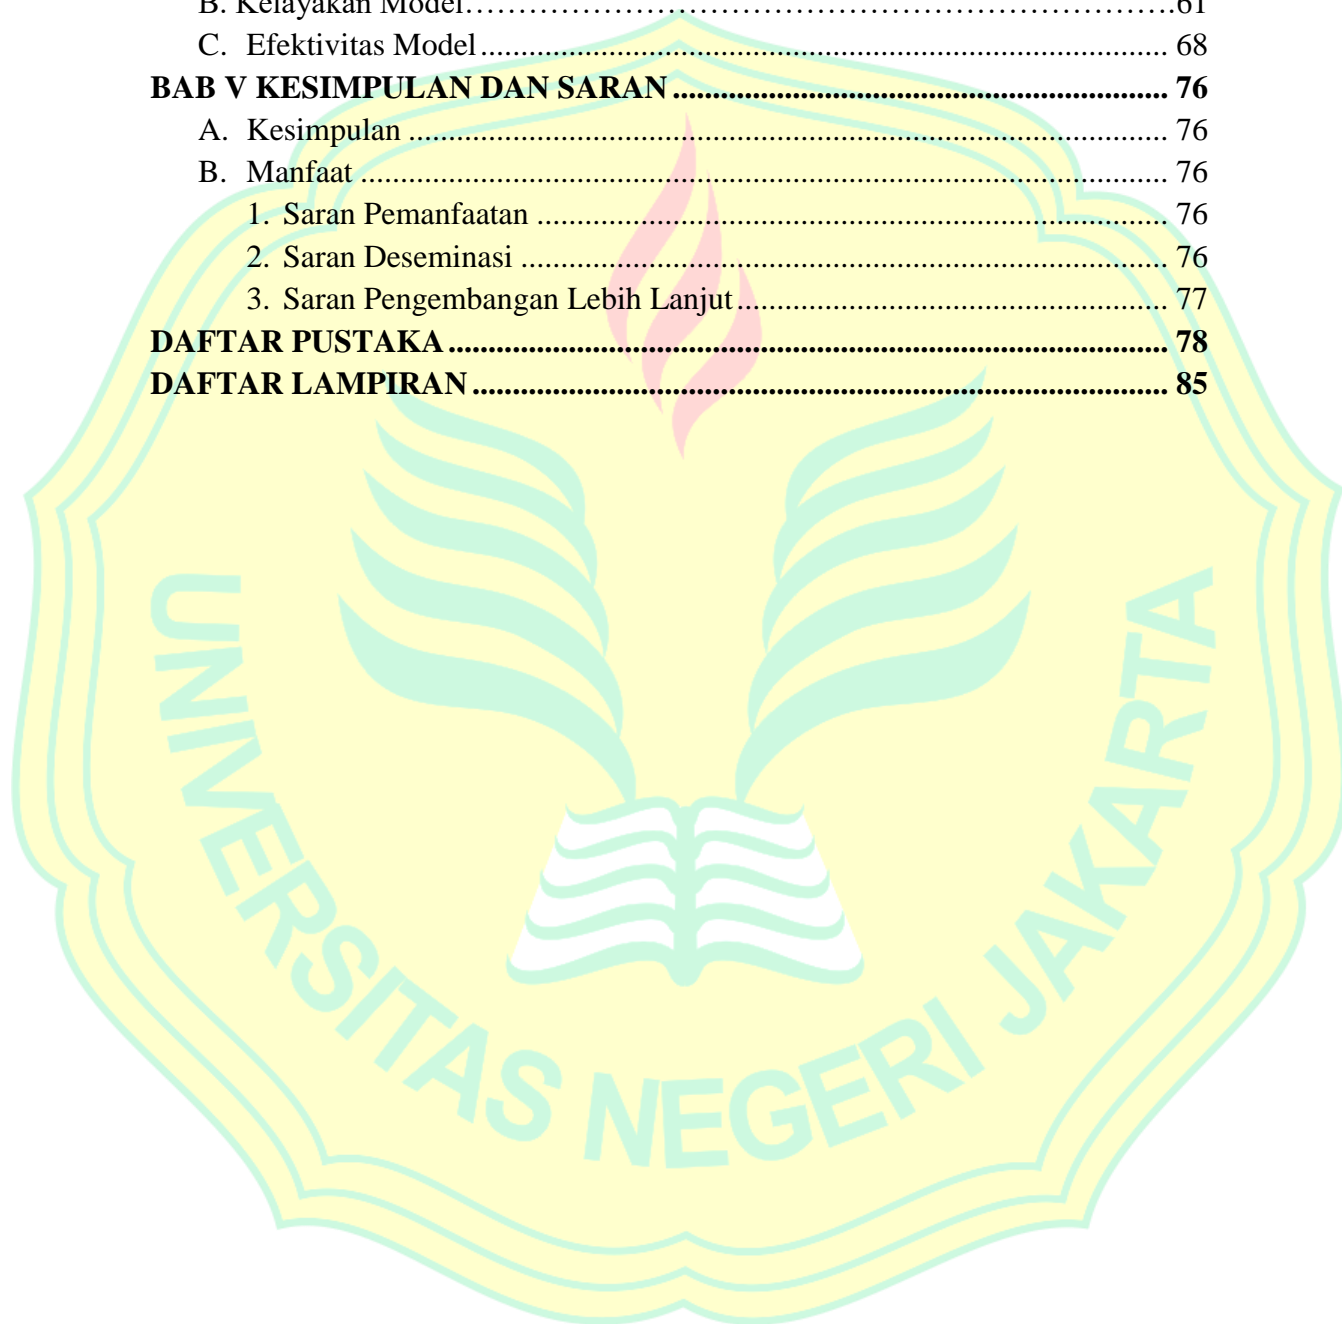 B. Kelayakan Model……………………………………………………………….61
C. Efektivitas Model ........................................................................................ 68
BAB V KESIMPULAN DAN SARAN ............................................................... 76
A. Kesimpulan ................................................................................................. 76
B. Manfaat ....................................................................................................... 76
1. Saran Pemanfaatan ................................................................................. 76
2. Saran Deseminasi ................................................................................... 76
3. Saran Pengembangan Lebih Lanjut ....................................................... 77
DAFTAR PUSTAKA ............................................................................................ 78
DAFTAR LAMPIRAN ......................................................................................... 85
UNIVERSITAS NEGERI JAKARTA